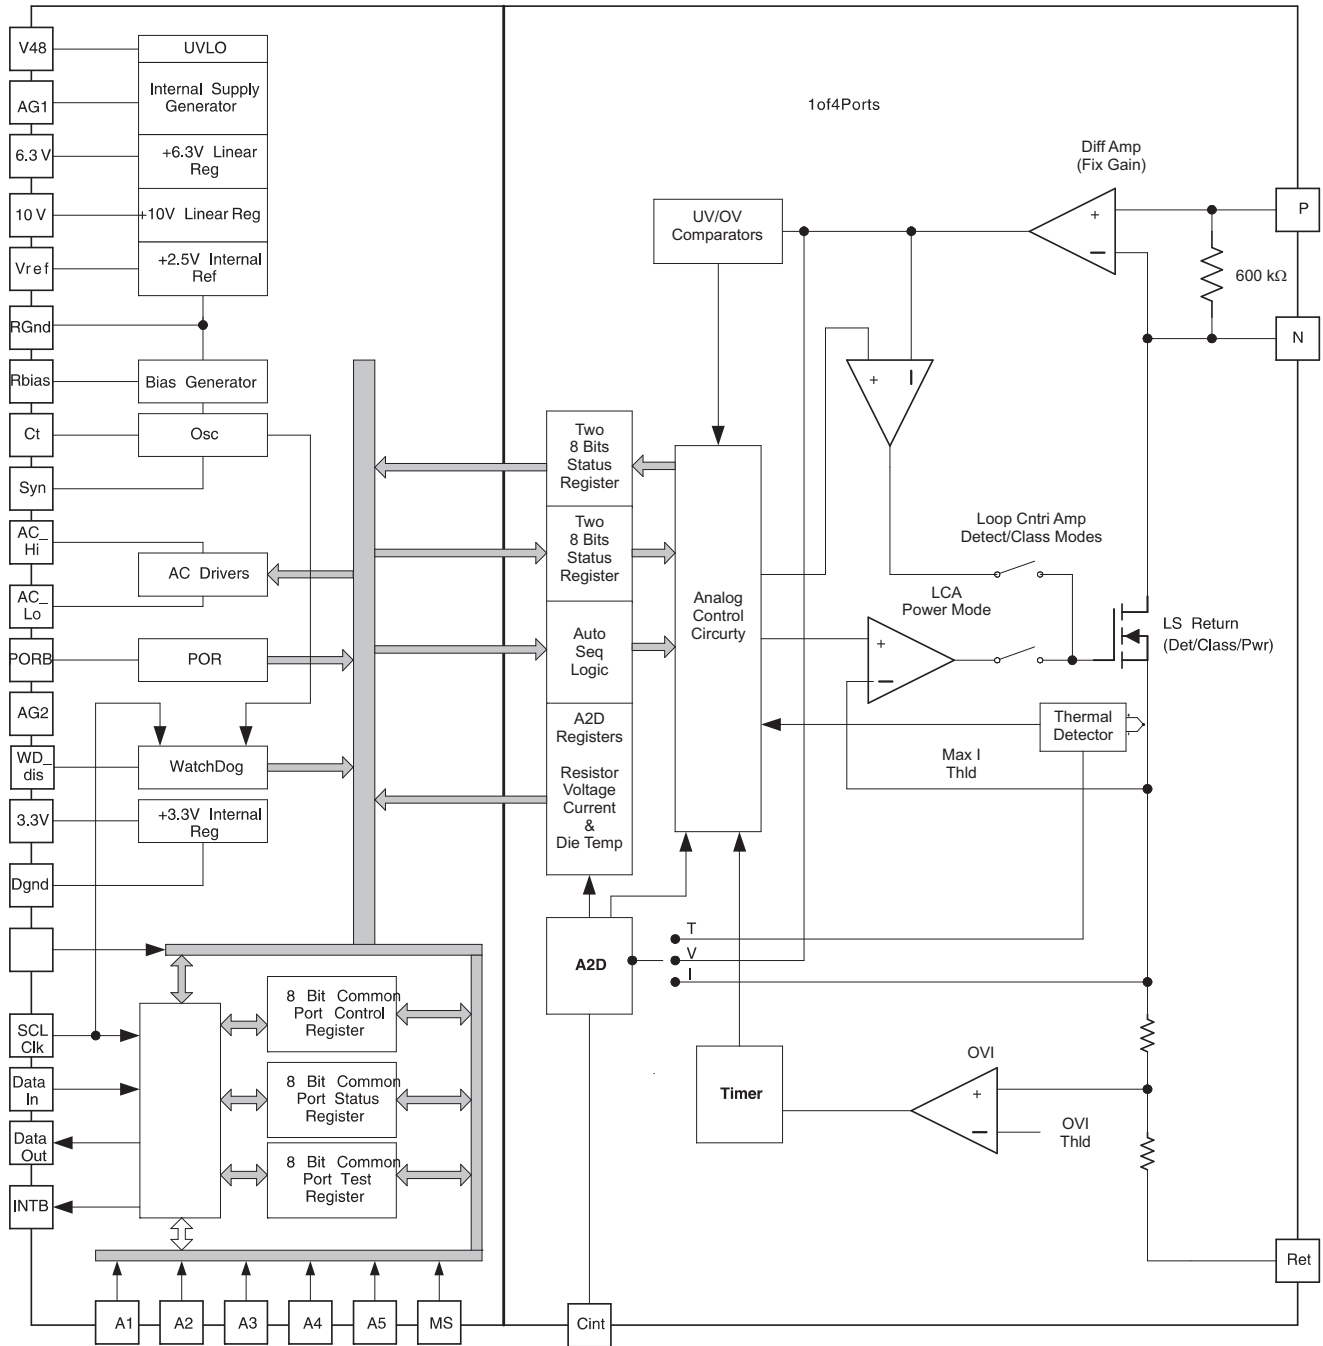 V48
UVLO
AG1
Internal Supply
Generator
6.3 V
+6.3V Linear
Reg
10 V
+10V Linear Reg
Vref
+2.5V Internal
Ref
RGnd
Rbias
Bias Generator
Ct
Osc
Syn
AC_
Hi
AC Drivers
AC_
Lo
PORB
POR
AG2
WD_
dis
WatchDog
3.3V
+3.3V Internal
Reg
Dgnd
SCL
Clk
Data
In
Data
Out
INTB
8 Bit Common
Port Control
Register
8 Bit Common
Port Status
Register
8 Bit Common
Port Test
Register
A1
A2
A3
A4
A5
MS
1of4Ports
Diff Amp
(Fix Gain)
UV/OV
Comparators
+
−
P
600 kΩ
N
+
−
Two
8 Bits
Status
Register
Two
8 Bits
Status
Register
Auto
Seq
Logic
A2D
Registers
Resistor
Voltage
Current
&
Die Temp
Analog
Control
Circurty
Loop Cntri Amp
Detect/Class Modes
LCA
Power Mode
+
−
LS Return
(Det/Class/Pwr)
Thermal
Detector
Max I
Thld
A2D
T
V
I
Timer
OVI
+
−
OVI
Thld
Ret
Cint